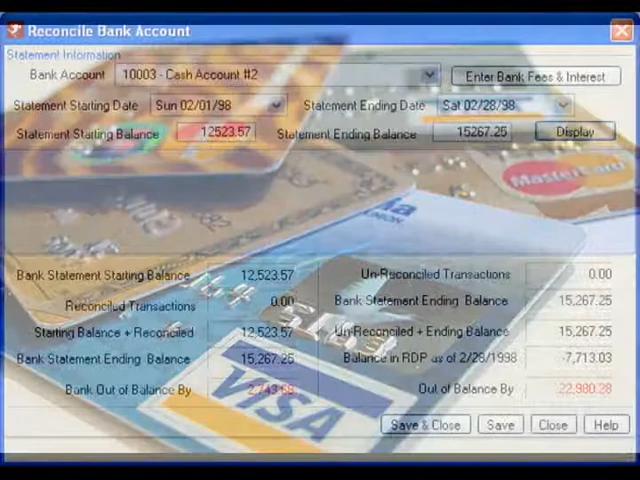 Reconcile Bank Account
Statement Information
Bank Account 10003 - Cash Account #2 Enter Bank Fees & Interest
Statement Starting Date Sun 02/01/98 Statement Ending Date Sat 02/28/98
Statement Starting Balance 12523.57 Statement Ending Balance 15267.25 Display
MasterCard
Bank Statement Starting Balance 12,523.57 Un-Reconciled Transactions 0.00
Reconciled Transactions 0.00 Bank Statement Ending Balance 15,267.25
Starting Balance + Reconciled 12,523.57 Un-Reconciled + Ending Balance 15,267.25
Bank Statement Ending Balance 15,267.25 Balance in RDP as of 2/28/1998 -7,713.03
Bank Out of Balance By 2,743.68 Out of Balance By -22,980.28
VISA
Save & Close Save Close Help